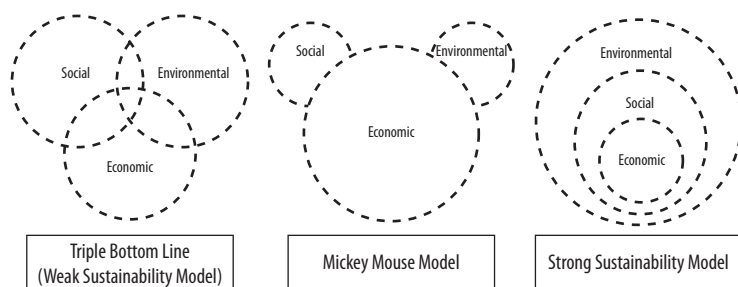 Social
Environmental
Economic
Triple Bottom Line
(Weak Sustainability Model)
Social
Environmental
Economic
Mickey Mouse Model
Environmental
Social
Economic
Strong Sustainability Model